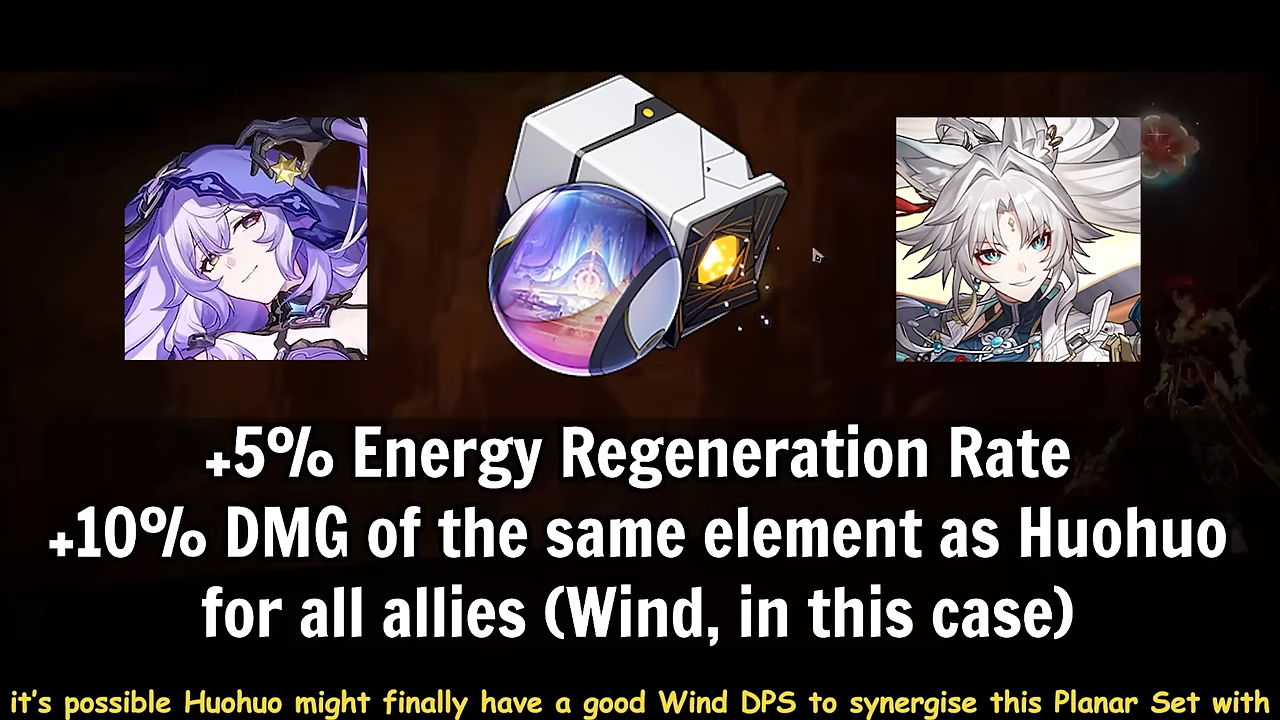 +5% Energy Regeneration Rate
+10% DMG of the same element as Huohuo
for all allies (Wind, in this case)
it's possible Huohuo might finally have a good Wind DPS to synergise this Planar Set with